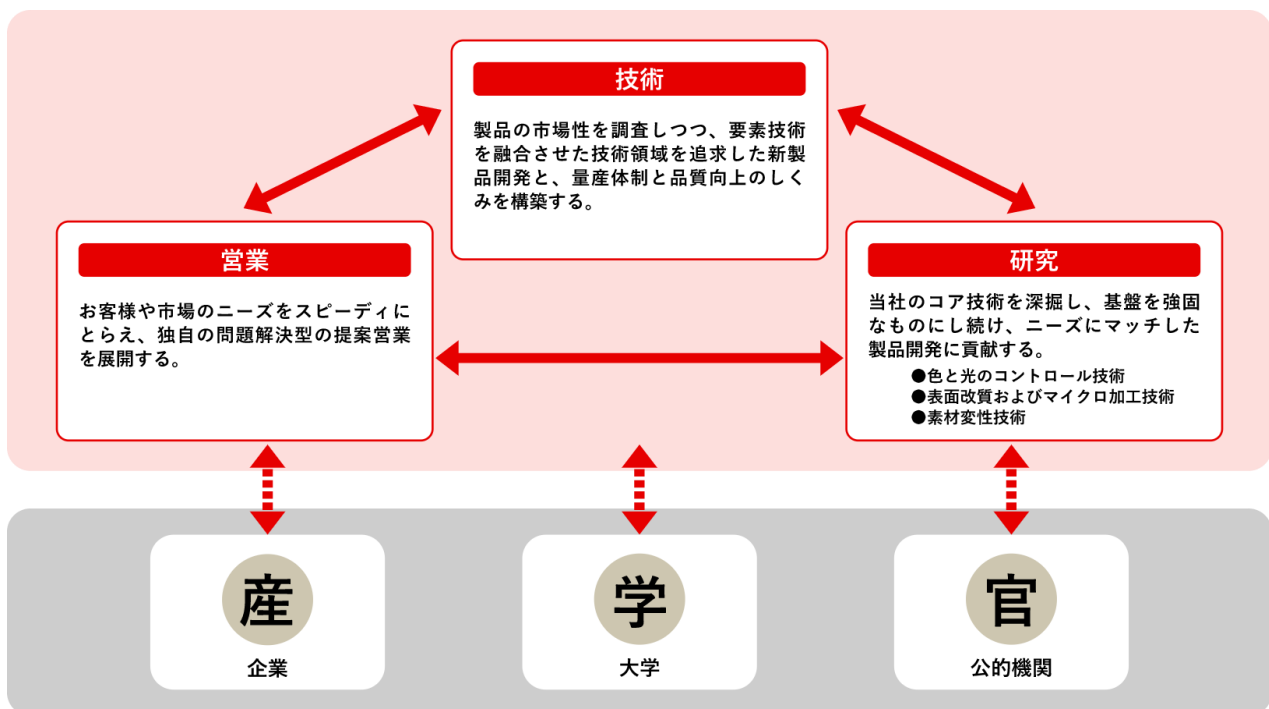 技術
製品の市場性を調査しつつ、要素技術
を融合させた技術領域を追求した新製
品開発と、量産体制と品質向上のしく
みを構築する。
営業
お客様や市場のニーズをスピーディに
とらえ、独自の問題解決型の提案営業
を展開する。
研究
当社のコア技術を深掘し、基盤を強固
なものにし続け、ニーズにマッチした
製品開発に貢献する。
●色と光のコントロール技術
●表面改質およびマイクロ加工技術
●素材変性技術
産
企業
学
大学
官
公的機関